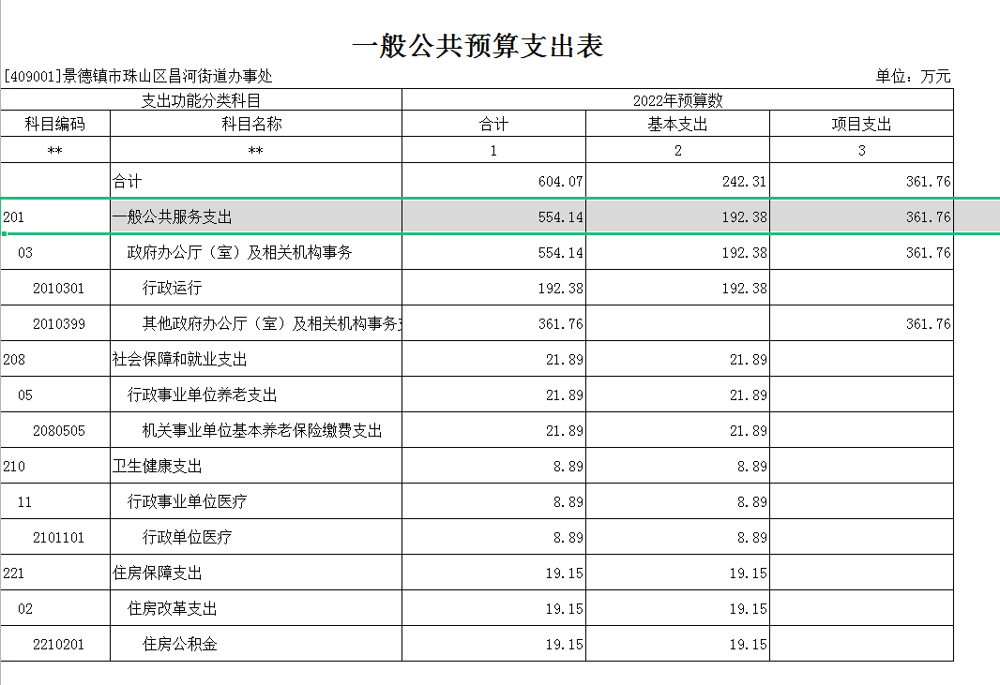 一般公共预算支出表
[409001]景德镇市珠山区昌河街道办事处 单位：万元
支出功能分类科目 2022年预算数
科目编码 科目名称 合计 基本支出 项目支出
** ** 1 2 3
合计 604.07 242.31 361.76
201 一般公共服务支出 554.14 192.38 361.76
03 政府办公厅（室）及相关机构事务 554.14 192.38 361.76
2010301 行政运行 192.38 192.38
2010399 其他政府办公厅（室）及相关机构事务 361.76 361.76
208 社会保障和就业支出 21.89 21.89
05 行政事业单位养老支出 21.89 21.89
2080505 机关事业单位基本养老保险缴费支出 21.89 21.89
210 卫生健康支出 8.89 8.89
11 行政事业单位医疗 8.89 8.89
2101101 行政单位医疗 8.89 8.89
221 住房保障支出 19.15 19.15
02 住房改革支出 19.15 19.15
2210201 住房公积金 19.15 19.15